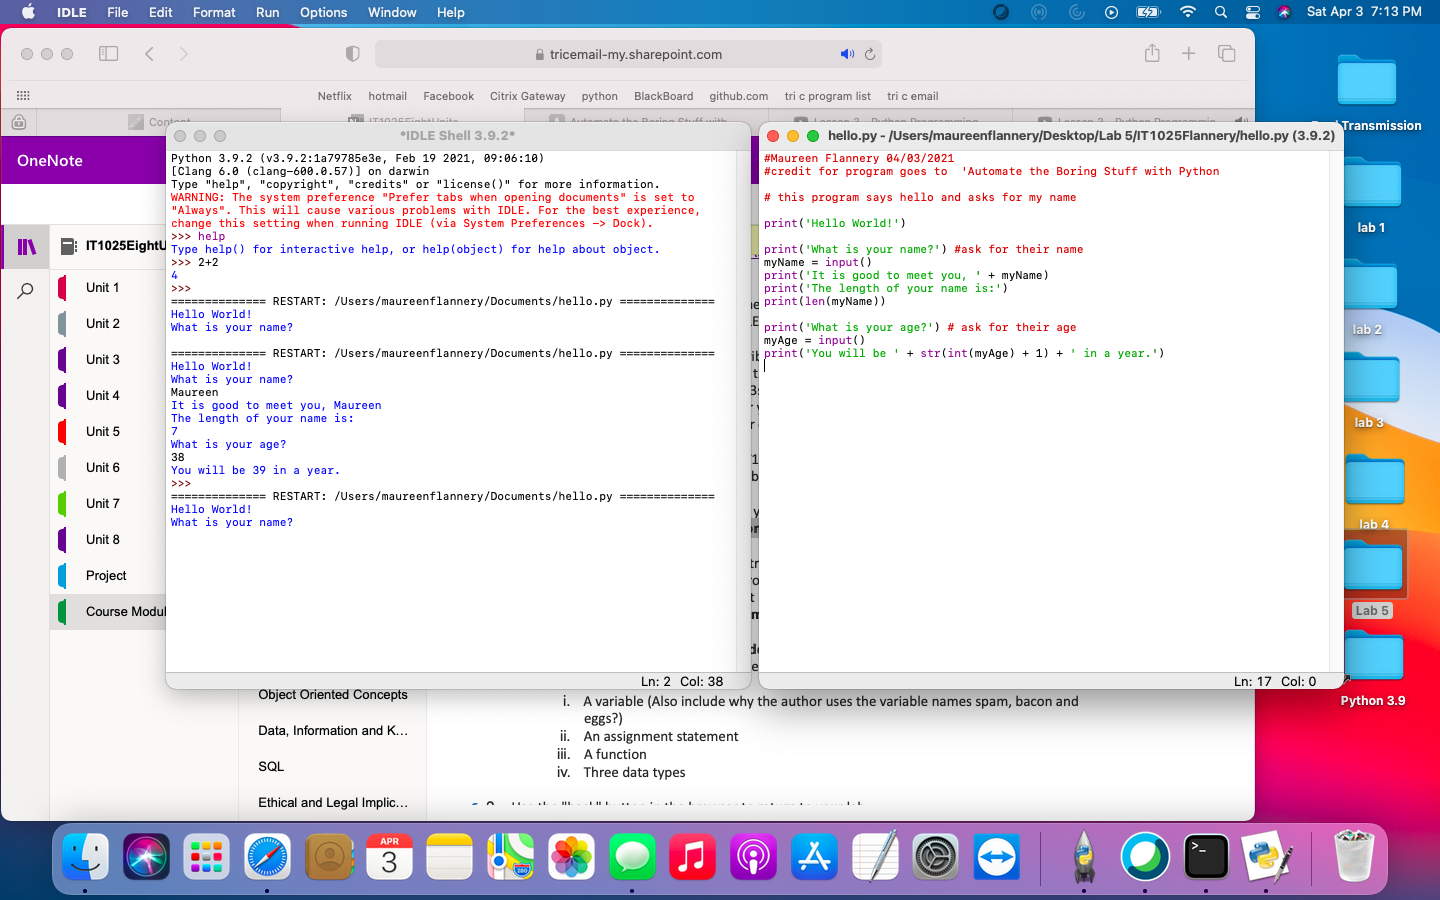 IDLE File Edit Format Run Options Window Help Sat Apr 3 7:13 PM
tricemail-my.sharepoint.com
Netflix hotmail Facebook Citrix Gateway python BlackBoard github.com tri c program list tri c email
OneNote
IT1025EightU
Unit 1
Unit 2
Unit 3
Unit 4
Unit 5
Unit 6
Unit 7
Unit 8
Project
Course Modul
*IDLE Shell 3.9.2*
Python 3.9.2 (v3.9.2:1a79785e3e, Feb 19 2021, 09:06:10)
[Clang 6.0 (clang-600.0.57)] on darwin
Type "help", "copyright", "credits" or "license()" for more information.
WARNING: The system preference "Prefer tabs when opening documents" is set to
"Always". This will cause various problems with IDLE. For the best experience,
change this setting when running IDLE (via System Preferences -> Dock).
>>> help
Type help() for interactive help, or help(object) for help about object.
>>> 2+2
4
>>>
============== RESTART: /Users/maureenflannery/Documents/hello.py ==============
Hello World!
What is your name?
============== RESTART: /Users/maureenflannery/Documents/hello.py ==============
Hello World!
What is your name?
Maureen
It is good to meet you, Maureen
The length of your name is:
7
What is your age?
38
You will be 39 in a year.
>>>
============== RESTART: /Users/maureenflannery/Documents/hello.py ==============
Hello World!
What is your name?
Ln: 2 Col: 38
hello.py - /Users/maureenflannery/Desktop/Lab 5/IT1025Flannery/hello.py (3.9.2)
#Maureen Flannery 04/03/2021
#credit for program goes to  'Automate the Boring Stuff with Python
# this program says hello and asks for my name
print('Hello World!')
print('What is your name?') #ask for their name
myName = input()
print('It is good to meet you, ' + myName)
print('The length of your name is:')
print(len(myName))
print('What is your age?') # ask for their age
myAge = input()
print('You will be ' + str(int(myAge) + 1) + ' in a year.')
Ln: 17 Col: 0
Transmission
lab 1
lab 2
lab 3
lab 4
Lab 5
Python 3.9
Object Oriented Concepts
Data, Information and K...
SQL
Ethical and Legal Implic...
i. A variable (Also include why the author uses the variable names spam, bacon and
eggs?)
ii. An assignment statement
iii. A function
iv. Three data types
APR
3
280
>_